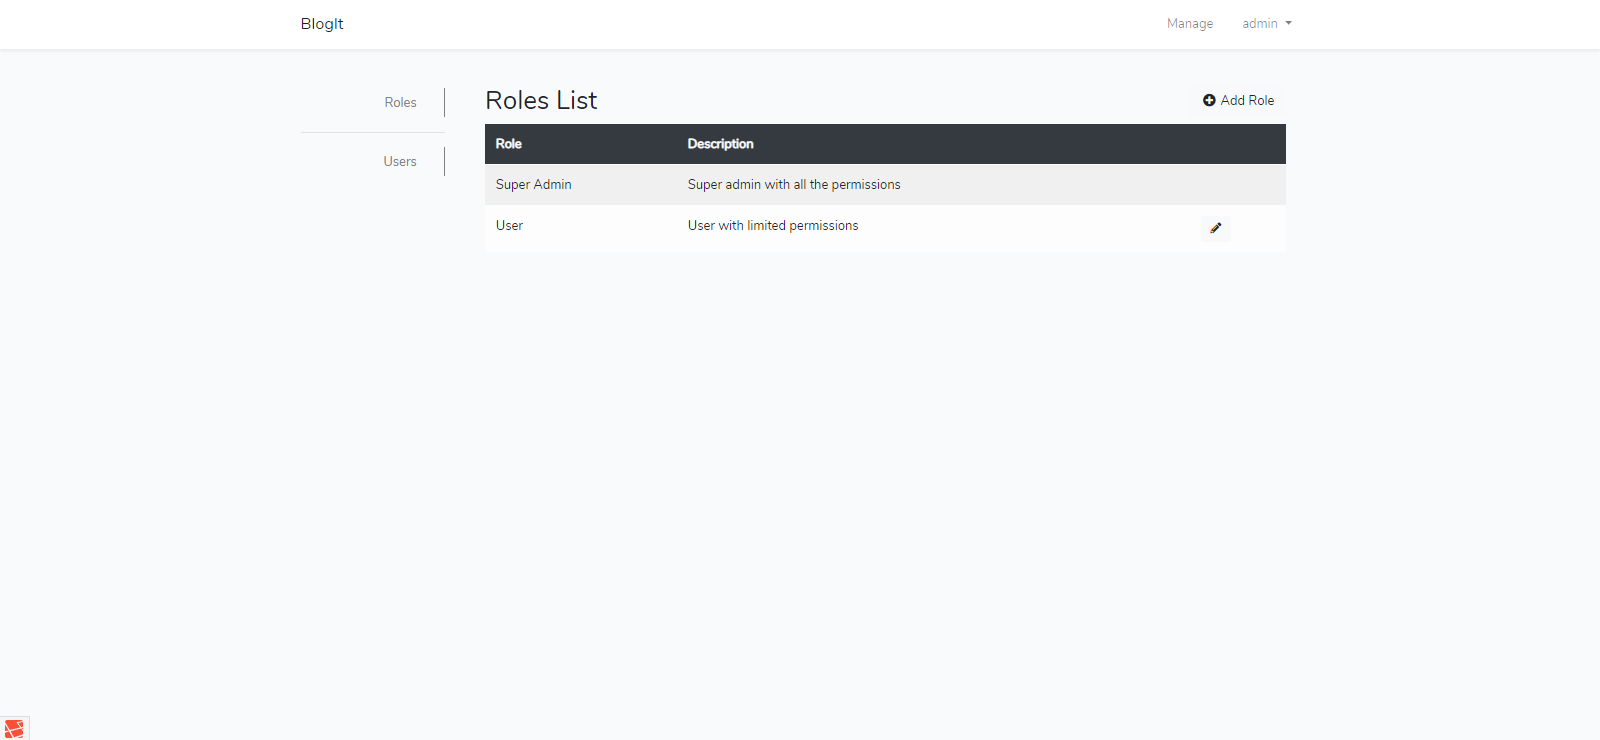 BlogIt
Manage admin
Roles
Users
Roles List
Add Role
Role Description
Super Admin Super admin with all the permissions
User User with limited permissions